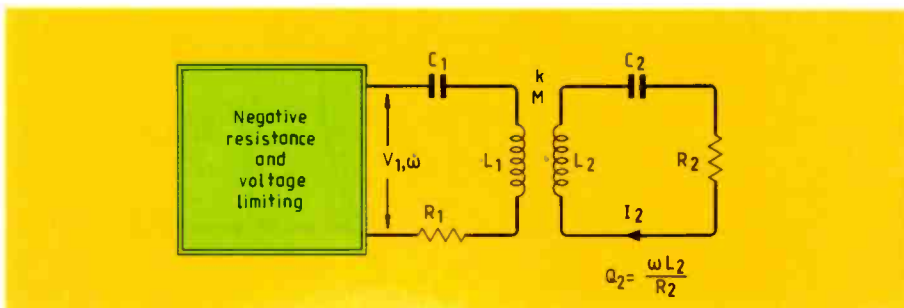 Negative
resistance
and
voltage
limiting
V₁,ω
C₁
R₁
L₁
k
M
L₂
C₂
R₂
I₂
Q₂= ωL₂/R₂